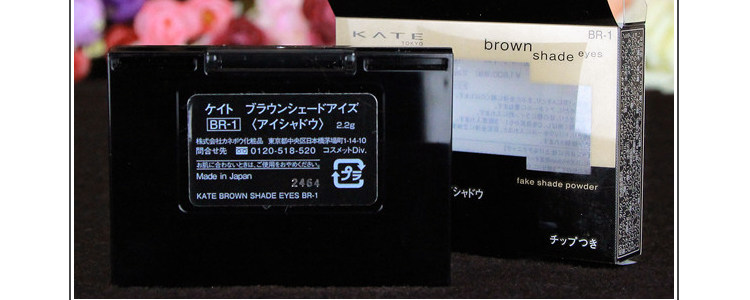 ケイト ブラウンシェードアイズ
BR-1 〈アイシャドウ〉 2.2g
株式会社カネボウ化粧品 東京都中央区日本橋茅場町1-14-10
問合せ先 0120-518-520 コスメットDiv.
お肌に合わないときは、ご使用をおやめください。
Made in Japan
2464
プラ
KATE BROWN SHADE EYES BR-1
KATE
TOKYO
BR-1
brown
shade eyes
fake shade powder
イシャドウ
チップつき